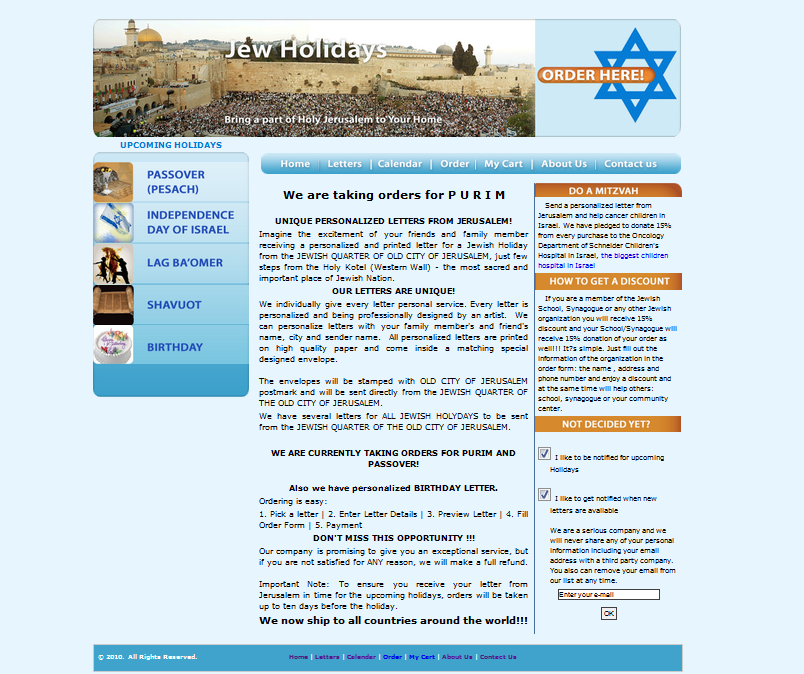 Jew Holidays
Bring a part of Holy Jerusalem to Your Home
ORDER HERE!
UPCOMING HOLIDAYS
PASSOVER
(PESACH)
INDEPENDENCE
DAY OF ISRAEL
LAG BA'OMER
SHAVUOT
BIRTHDAY
Home | Letters | Calendar | Order | My Cart | About Us | Contact us
We are taking orders for P U R I M
UNIQUE PERSONALIZED LETTERS FROM JERUSALEM!
Imagine the excitement of your friends and family member
receiving a personalized and printed letter for a Jewish Holiday
from the JEWISH QUARTER OF OLD CITY OF JERUSALEM, just few
steps from the Holy Kotel (Western Wall) - the most sacred and
important place of Jewish Nation.
OUR LETTERS ARE UNIQUE!
We individually give every letter personal service. Every letter is
personalized and being professionally designed by an artist. We
can personalize letters with your family member's and friend's
name, city and sender name. All personalized letters are printed
on high quality paper and come inside a matching special
designed envelope.
The envelopes will be stamped with OLD CITY OF JERUSALEM
postmark and will be sent directly from the JEWISH QUARTER OF
THE OLD CITY OF JERUSALEM.
We have several letters for ALL JEWISH HOLYDAYS to be sent
from the JEWISH QUARTER OF THE OLD CITY OF JERUSALEM.
WE ARE CURRENTLY TAKING ORDERS FOR PURIM AND
PASSOVER!
Also we have personalized BIRTHDAY LETTER.
Ordering is easy:
1. Pick a letter | 2. Enter Letter Details | 3. Preview Letter | 4. Fill
Order Form | 5. Payment
DON'T MISS THIS OPPORTUNITY !!!
Our company is promising to give you an exceptional service, but
if you are not satisfied for ANY reason, we will make a full refund.
Important Note: To ensure you receive your letter from
Jerusalem in time for the upcoming holidays, orders will be taken
up to ten days before the holiday.
We now ship to all countries around the world!!!
DO A MITZVAH
Send a personalized letter from
Jerusalem and help cancer children in
Israel. We have pledged to donate 15%
from every purchase to the Oncology
Department of Schneider Children's
Hospital in Israel, the biggest children
hospital in Israel
HOW TO GET A DISCOUNT
If you are a member of the Jewish
School, Synagogue or any other Jewish
organization you will receive 15%
discount and your School/Synagogue will
receive 15% donation of your order as
well!!! It?s simple. Just fill out the
information of the organization in the
order form: the name , address and
phone number and enjoy a discount and
at the same time will help others:
school, synagogue or your community
center.
NOT DECIDED YET?
I like to be notified for upcoming
Holidays
I like to get notified when new
letters are available
We are a serious company and we
will never share any of your personal
information including your email
address with a third party company.
You also can remove your email from
our list at any time.
Enter your e-mail
OK
© 2010. All Rights Reserved.
Home | Letters | Calendar | Order | My Cart | About Us | Contact Us